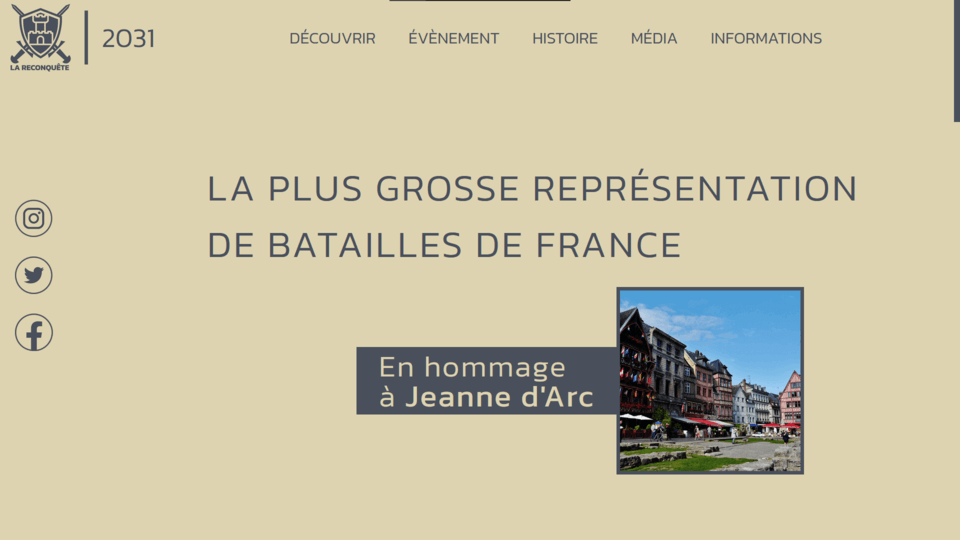 LA RECONQUÊTE
2031
DÉCOUVRIR
ÉVÈNEMENT
HISTOIRE
MÉDIA
INFORMATIONS
LA PLUS GROSSE REPRÉSENTATION
DE BATAILLES DE FRANCE
En hommage
à Jeanne d'Arc